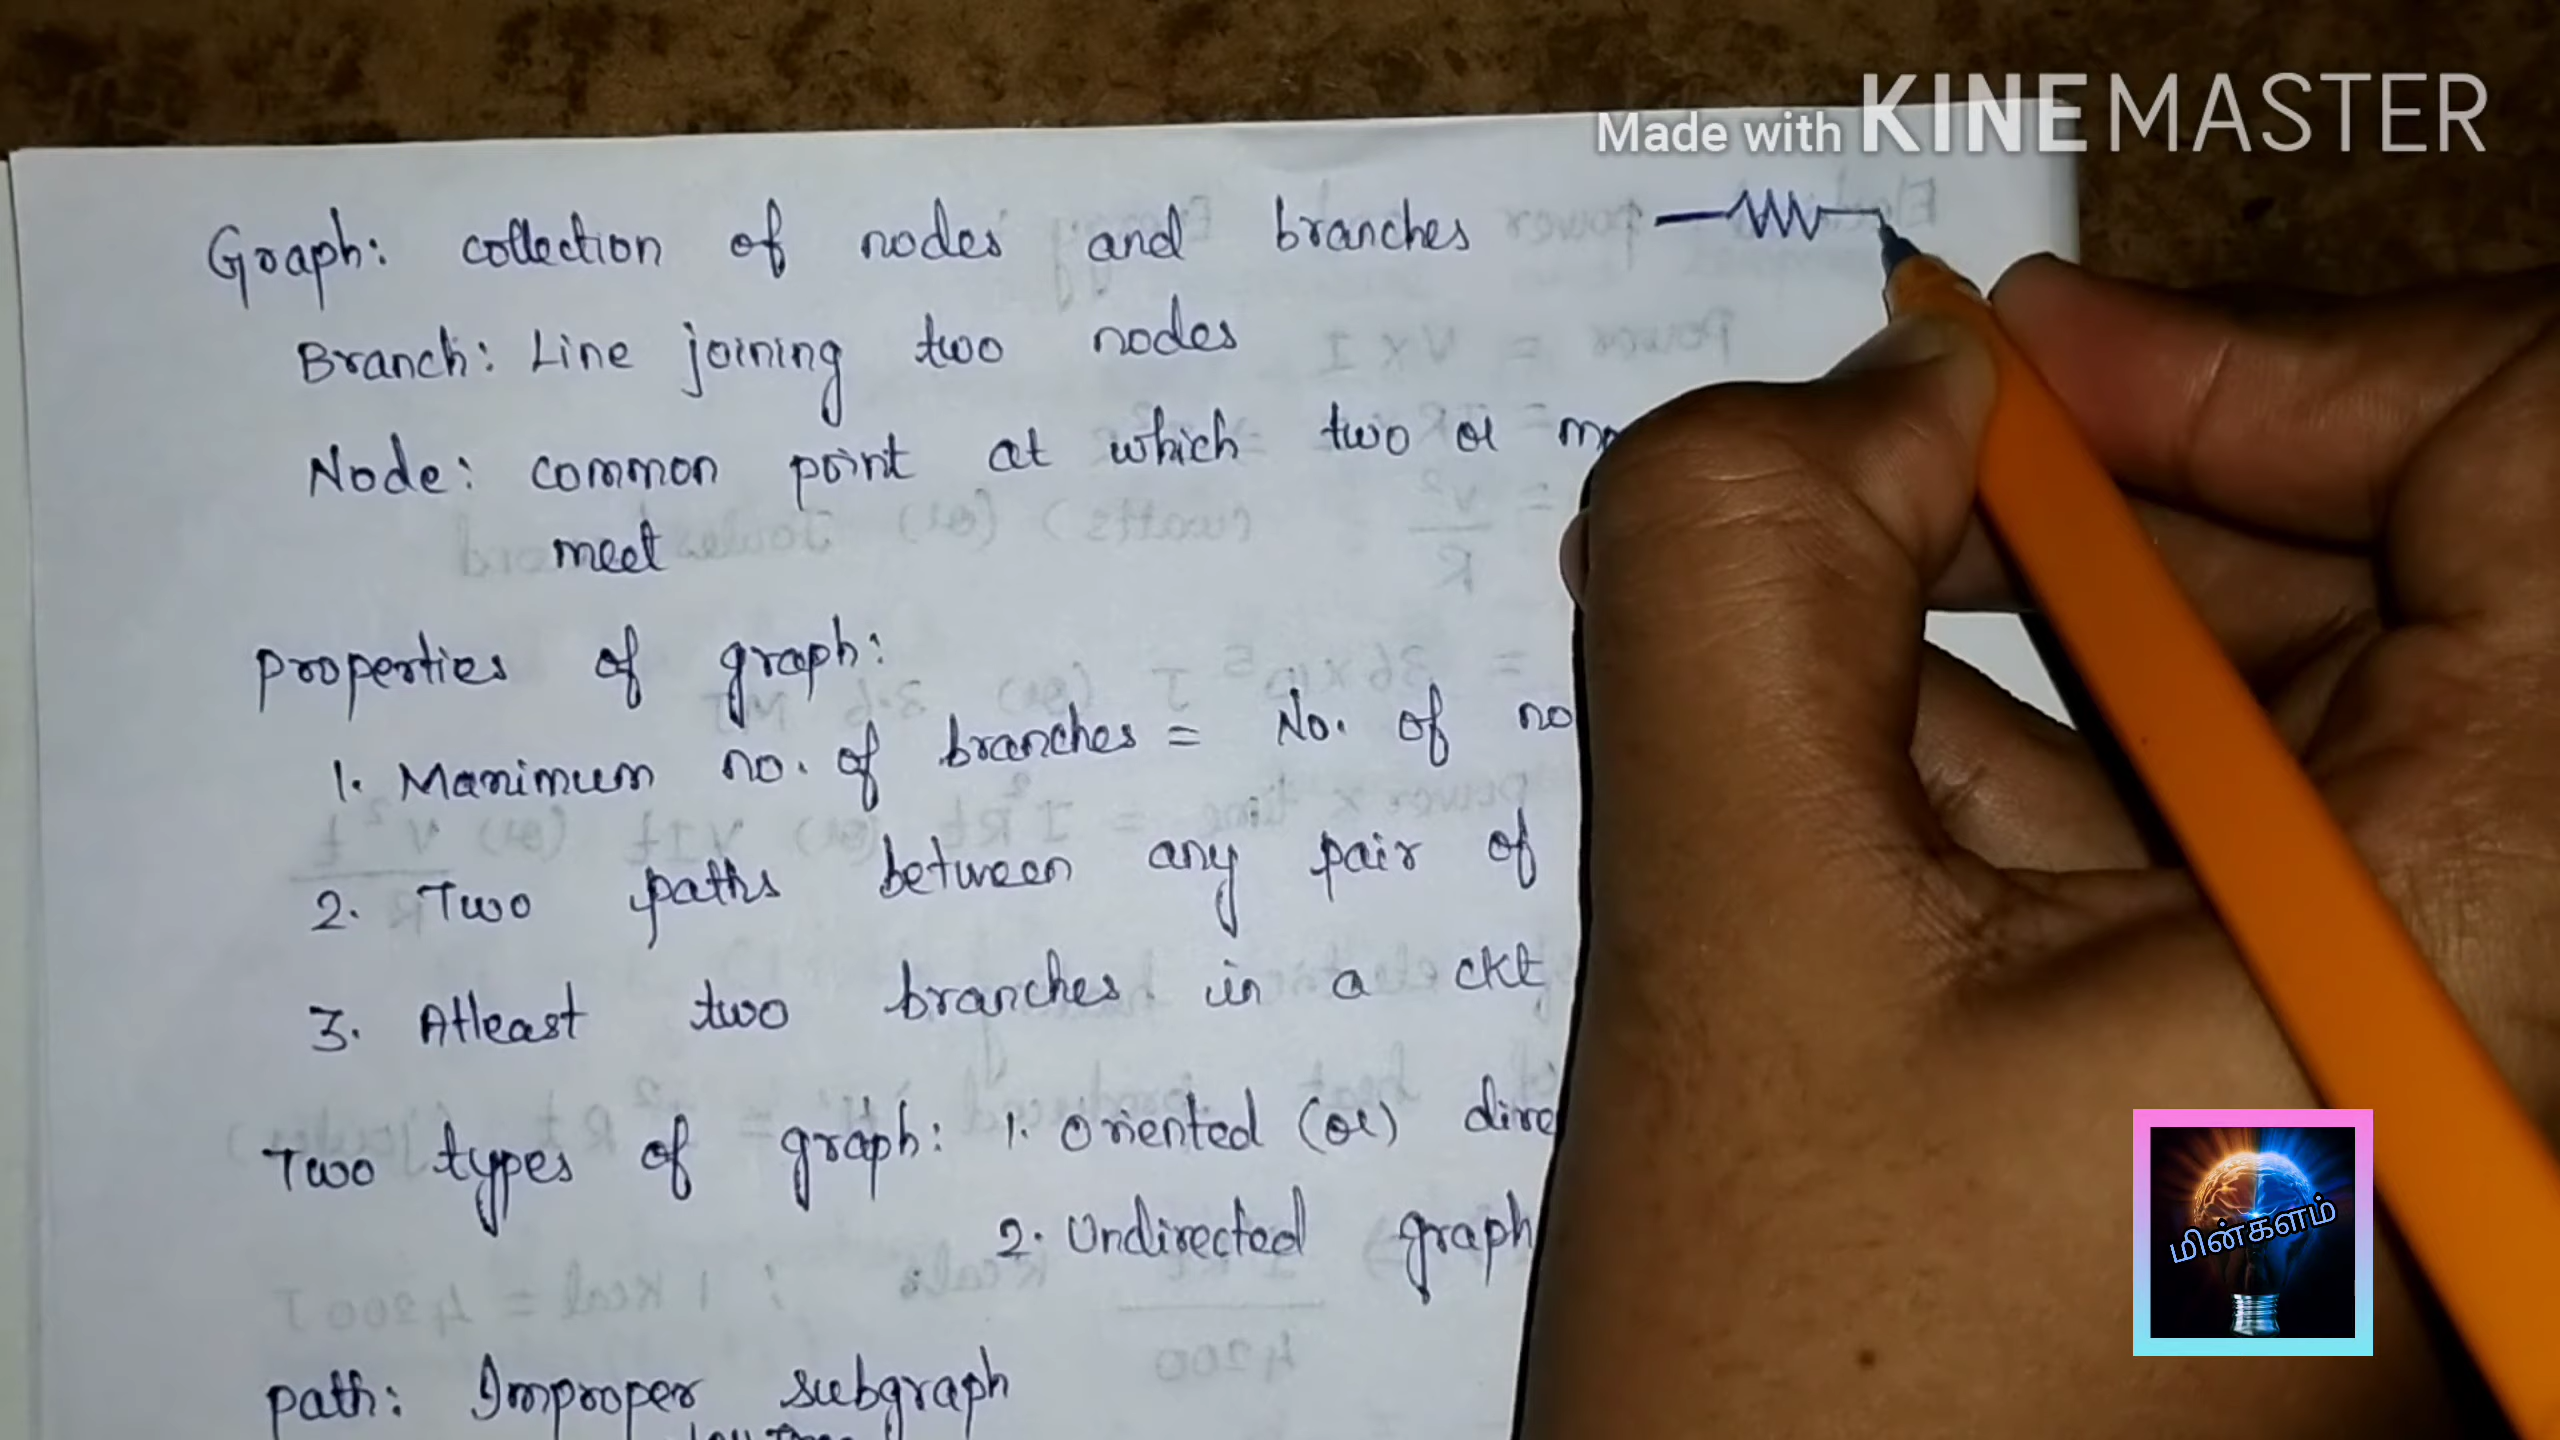 Made with KINEMASTER
Graph: collection of nodes and branches
Branch: Line joining two nodes
Node: common point at which two or
meet
properties of graph:
1. Maximum no. of branches = No. of
2. Two paths between any pair of
3. Atleast two branches in a ckt
Two types of graph: 1. Oriented (or)
2. Undirected graph
path: Improper subgraph
மின்களம்